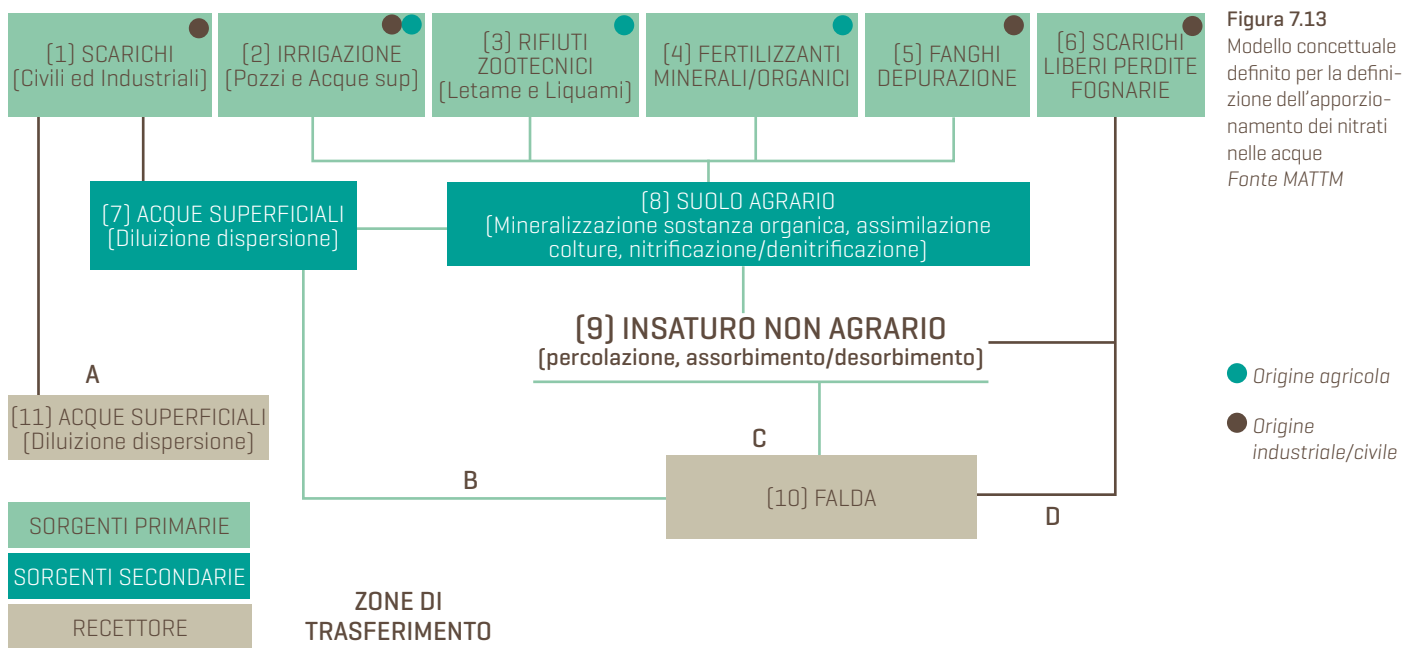 (1) SCARICHI
(Civili ed Industriali)
(2) IRRIGAZIONE
(Pozzi e Acque sup)
(3) RIFIUTI
ZOOTECNICI
(Letame e Liquami)
(4) FERTILIZZANTI
MINERALI/ORGANICI
(5) FANGHI
DEPURAZIONE
(6) SCARICHI
LIBERI PERDITE
FOGNARIE
Figura 7.13
Modello concettuale
definito per la defini-
zione dell'apporzio-
namento dei nitrati
nelle acque
Fonte MATTM
(7) ACQUE SUPERFICIALI
(Diluizione dispersione)
(8) SUOLO AGRARIO
(Mineralizzazione sostanza organica, assimilazione
colture, nitrificazione/denitrificazione)
(9) INSATURO NON AGRARIO
(percolazione, assorbimento/desorbimento)
A
(11) ACQUE SUPERFICIALI
(Diluizione dispersione)
B
C
(10) FALDA
D
Origine agricola
Origine
industriale/civile
SORGENTI PRIMARIE
SORGENTI SECONDARIE
RECETTORE
ZONE DI
TRASFERIMENTO